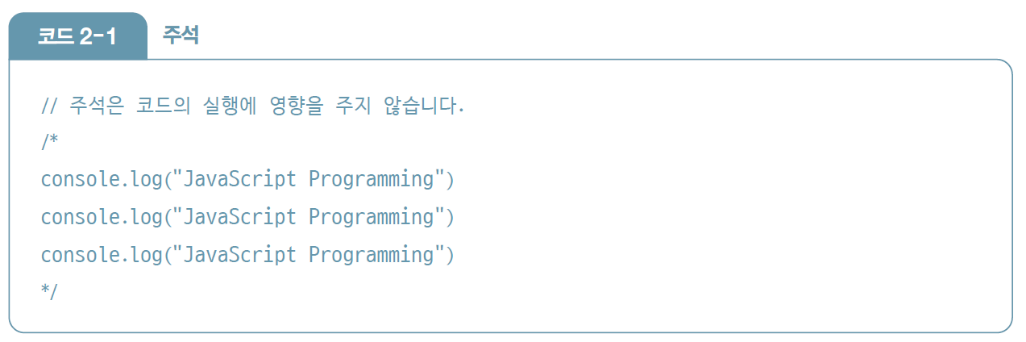 코드 2-1 주석
// 주석은 코드의 실행에 영향을 주지 않습니다.
/*
console.log("JavaScript Programming")
console.log("JavaScript Programming")
console.log("JavaScript Programming")
*/